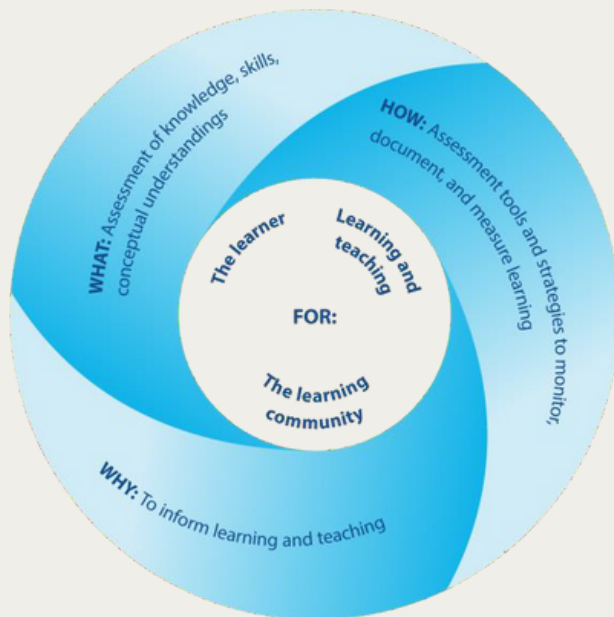 WHAT: Assessment of knowledge, skills,
conceptual understandings
HOW: Assessment tools and strategies to monitor,
document, and measure learning
The learner
Learning and
teaching
FOR:
The learning
community
WHY: To inform learning and teaching